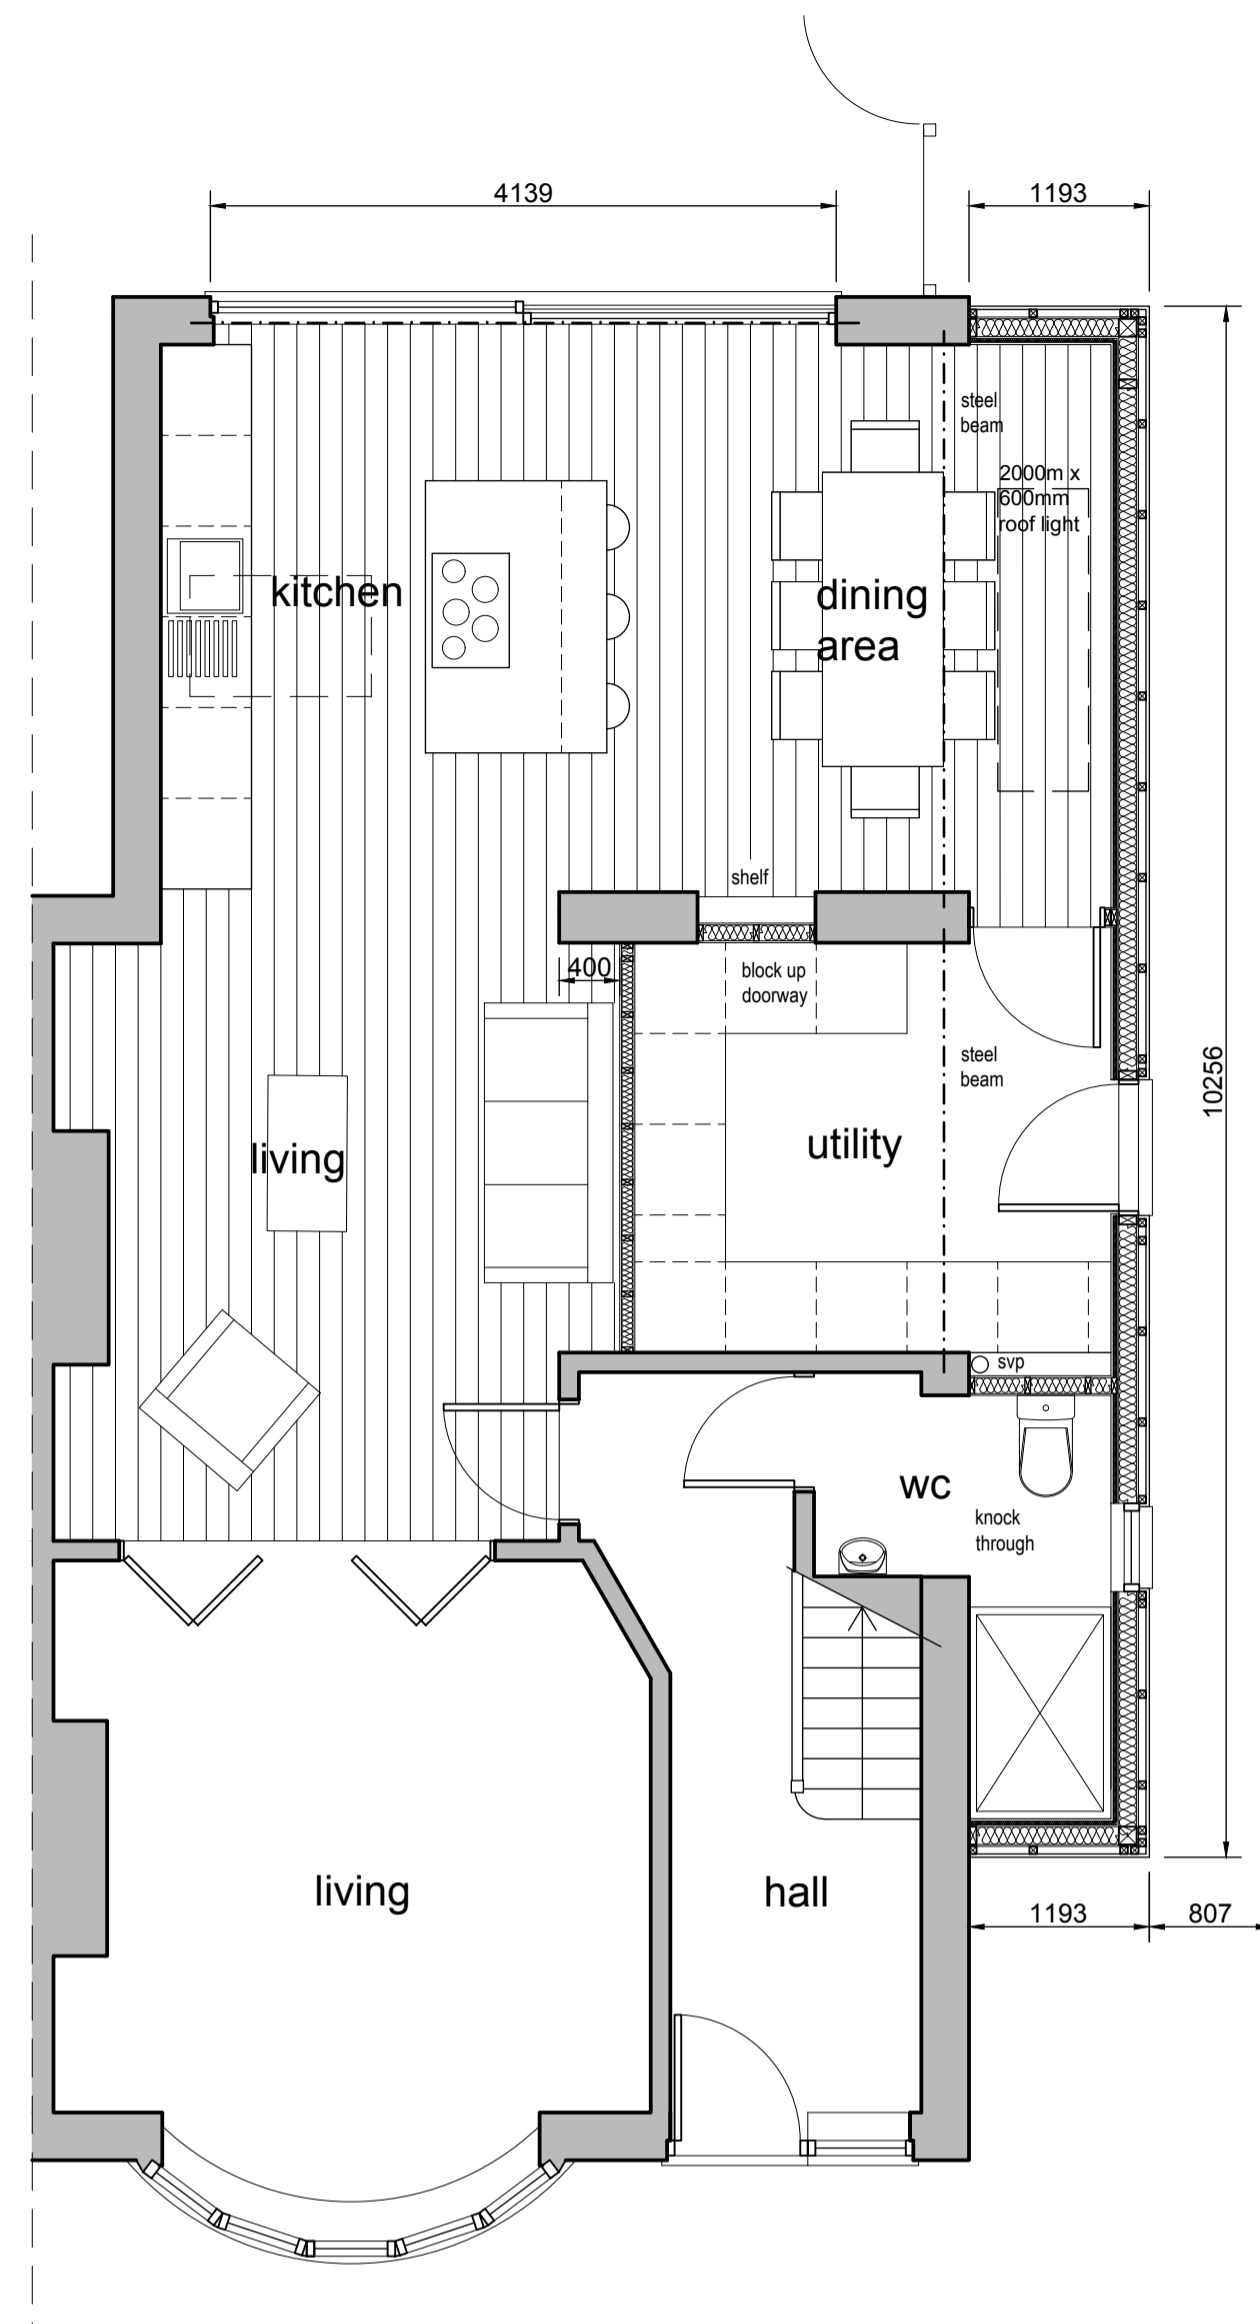 4139
1193
steel
beam
2000m x
600mm
roof light
kitchen
dining
area
shelf
400
block up
doorway
steel
beam
10256
utility
living
svp
wc
knock
through
living
hall
1193
807